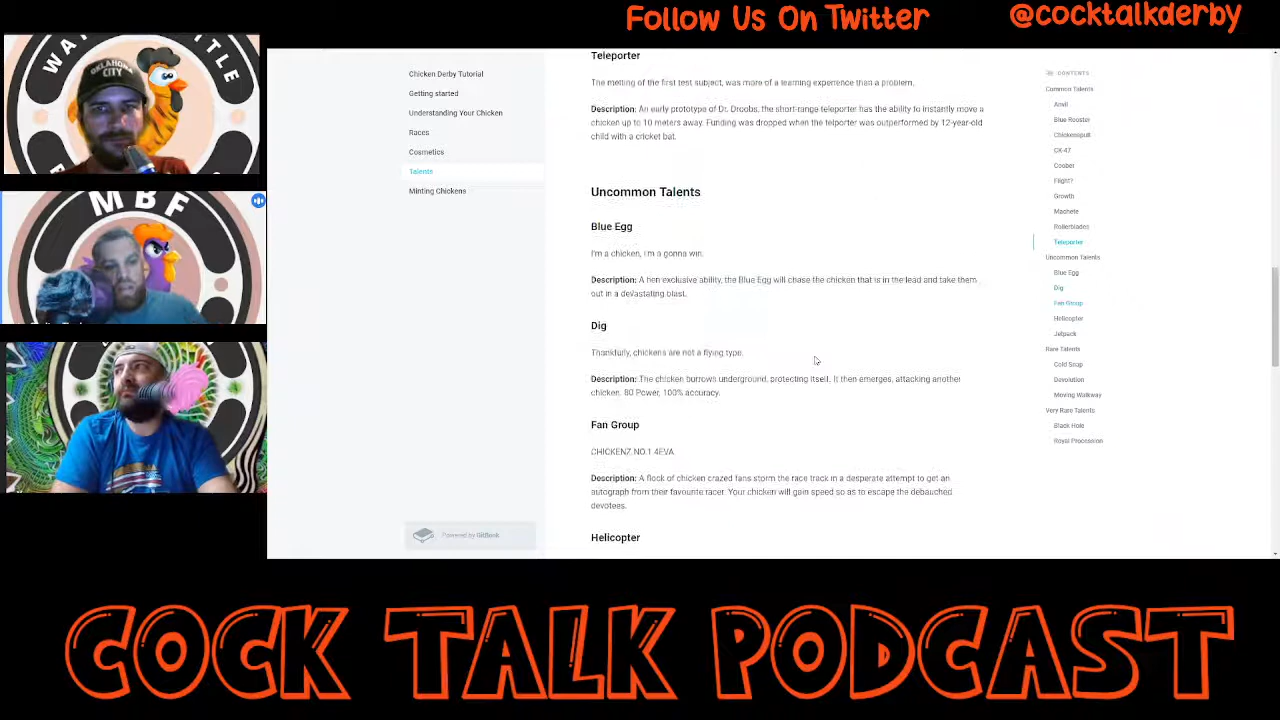 Follow Us On Twitter
@cocktalkderby
OKLAHOMA
CITY
MBF
Chicken Derby Tutorial
Getting started
Understanding Your Chicken
Races
Cosmetics
Talents
Minting Chickens
Powered by GitBook
Teleporter
The melting of the first test subject, was more of a learning experience than a problem.
Description: An early prototype of Dr. Droobs, the short-range teleporter has the ability to instantly move a
chicken up to 10 meters away. Funding was dropped when the telporter was outperformed by 12-year-old
child with a cricket bat.
Uncommon Talents
Blue Egg
I'm a chicken, I'm a gonna win.
Description: A hen exclusive ability, the Blue Egg will chase the chicken that is in the lead and take them
out in a devastating blast.
Dig
Thankfully, chickens are not a flying type.
Description: The chicken burrows underground, protecting itself. It then emerges, attacking another
chicken. 80 Power, 100% accuracy.
Fan Group
CHICKENZ NO.1 4EVA
Description: A flock of chicken crazed fans storm the race track in a desperate attempt to get an
autograph from their favourite racer. Your chicken will gain speed so as to escape the debauched
devotees.
Helicopter
CONTENTS
Common Talents
Anvil
Blue Rooster
Chickenapult
CK-47
Coober
Flight?
Growth
Machete
Rollerblades
Teleporter
Uncommon Talents
Blue Egg
Dig
Fan Group
Helicopter
Jetpack
Rare Talents
Cold Snap
Devolution
Moving Walkway
Very Rare Talents
Black Hole
Royal Procession
COCK TALK PODCAST